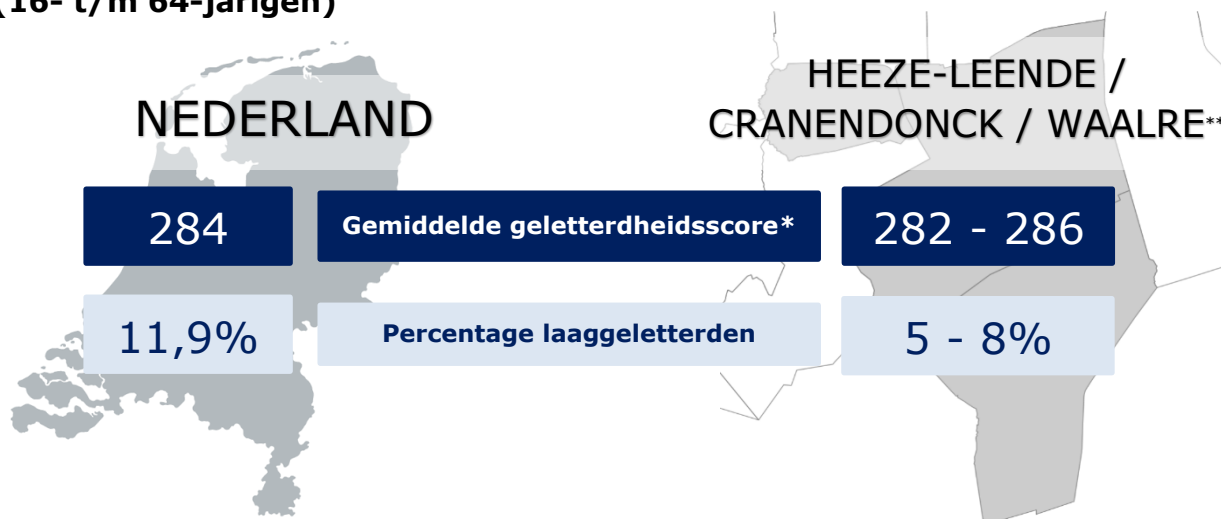 (16- t/m 64-jarigen)
NEDERLAND
HEEZE-LEENDE /
CRANENDONCK / WAALRE**
284
Gemiddelde geletterdheidsscore*
282 - 286
11,9%
Percentage laaggeletterden
5 - 8%